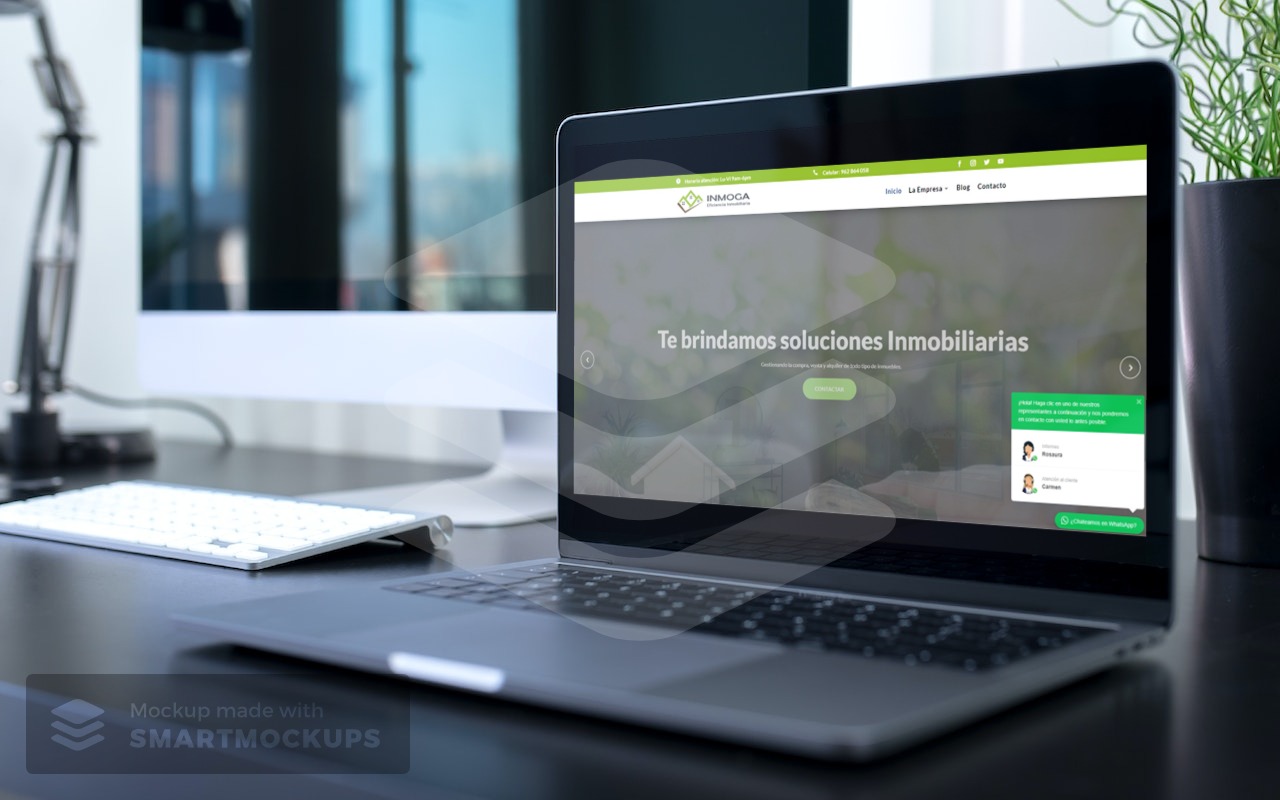 Horario atención: Lu-Vi 9am-6pm
Celular: 962 864 058
INMOGA
Eficiencia Inmobiliaria
Inicio La Empresa Blog Contacto
Te brindamos soluciones Inmobiliarias
Gestionamos la compra, venta y alquiler de todo tipo de inmuebles.
CONTACTAR
¡Hola! Haga clic en uno de nuestros
representantes a continuación y nos pondremos
en contacto con usted lo antes posible.
Rosaura
Atención al cliente
Carmen
¿Chateamos en WhatsApp?
Mockup made with
SMARTMOCKUPS